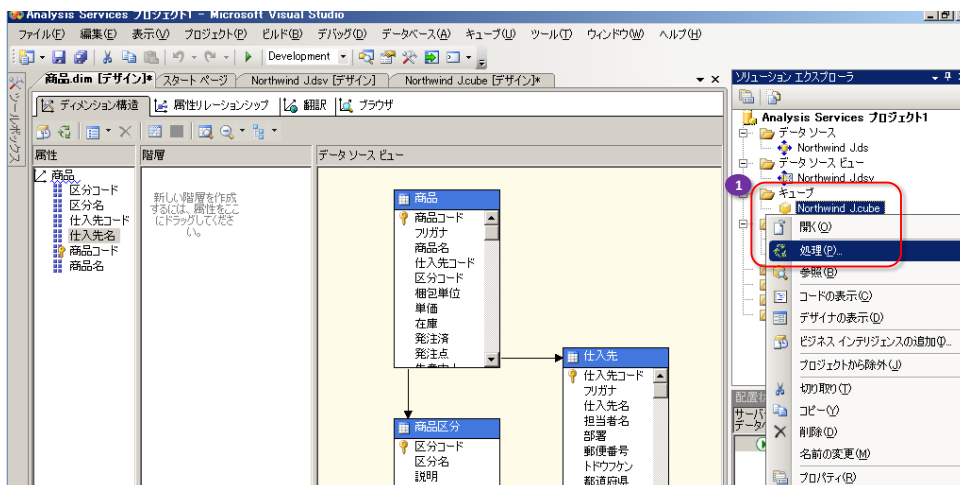 Analysis Services プロジェクト1 - Microsoft Visual Studio
ファイル(F) 編集(E) 表示(V) プロジェクト(P) ビルド(B) デバッグ(D) データベース(A) キューブ(U) ツール(T) ウィンドウ(W) ヘルプ(H)
Development
商品.dim [デザイン]* スタート ページ Northwind J.dsv [デザイン] Northwind J.cube [デザイン]*
ツールボックス
ディメンション構造 属性リレーションシップ 翻訳 ブラウザ
属性
商品
区分コード
区分名
仕入先コード
仕入先名
商品コード
商品名
階層
新しい階層を作成
するには、属性をここ
にドラッグしてくださ
い。
データ ソース ビュー
商品
商品コード
フリガナ
商品名
仕入先コード
区分コード
梱包単位
単価
在庫
発注済
発注点
商品区分
区分コード
区分名
説明
仕入先
仕入先コード
フリガナ
仕入先名
担当者名
部署
郵便番号
トドウフケン
都道府県
ソリューション エクスプローラ
Analysis Services プロジェクト1
データ ソース
Northwind J.ds
データ ソース ビュー
Northwind J.dsv
1
キューブ
Northwind J.cube
開く(O)
処理(P)...
参照(B)
コードの表示(C)
デザイナの表示(D)
ビジネス インテリジェンスの追加(I)...
プロジェクトから除外(J)
切り取り(T)
コピー(Y)
削除(D)
名前の変更(M)
プロパティ(R)